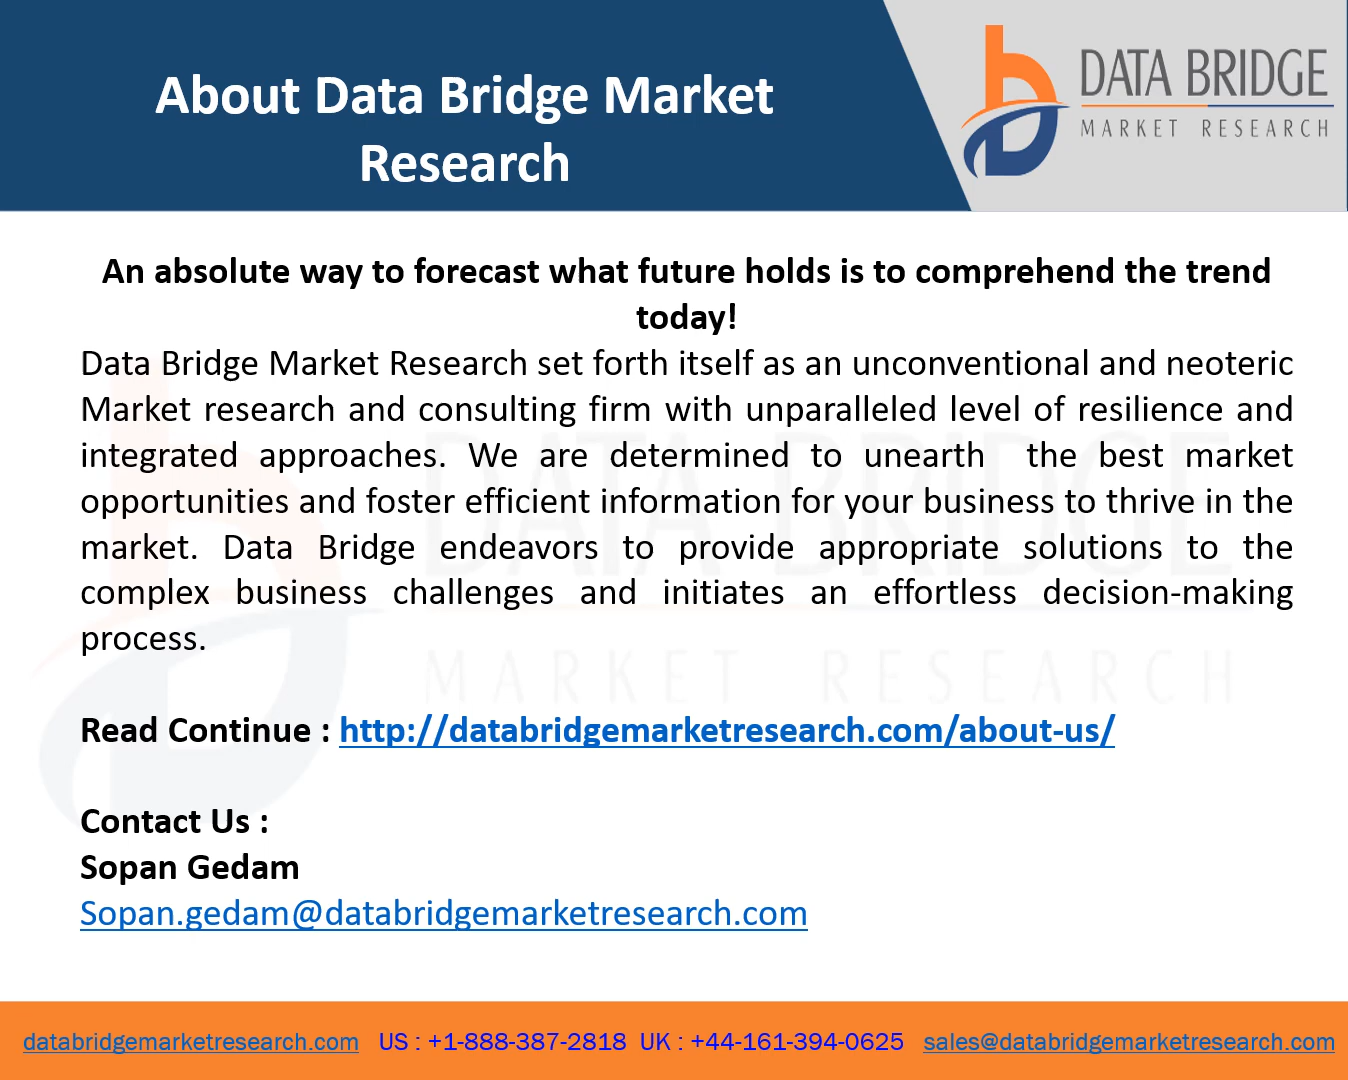 About Data Bridge Market
Research
DATA BRIDGE
MARKET RESEARCH
An absolute way to forecast what future holds is to comprehend the trend
today!
Data Bridge Market Research set forth itself as an unconventional and neoteric
Market research and consulting firm with unparalleled level of resilience and
integrated approaches. We are determined to unearth the best market
opportunities and foster efficient information for your business to thrive in the
market. Data Bridge endeavors to provide appropriate solutions to the
complex business challenges and initiates an effortless decision-making
process.
DATA BRIDGE
MARKET RESEARCH
Read Continue : http://databridgemarketresearch.com/about-us/
Contact Us :
Sopan Gedam
Sopan.gedam@databridgemarketresearch.com
databridgemarketresearch.com US : +1-888-387-2818 UK : +44-161-394-0625 sales@databridgemarketresearch.com